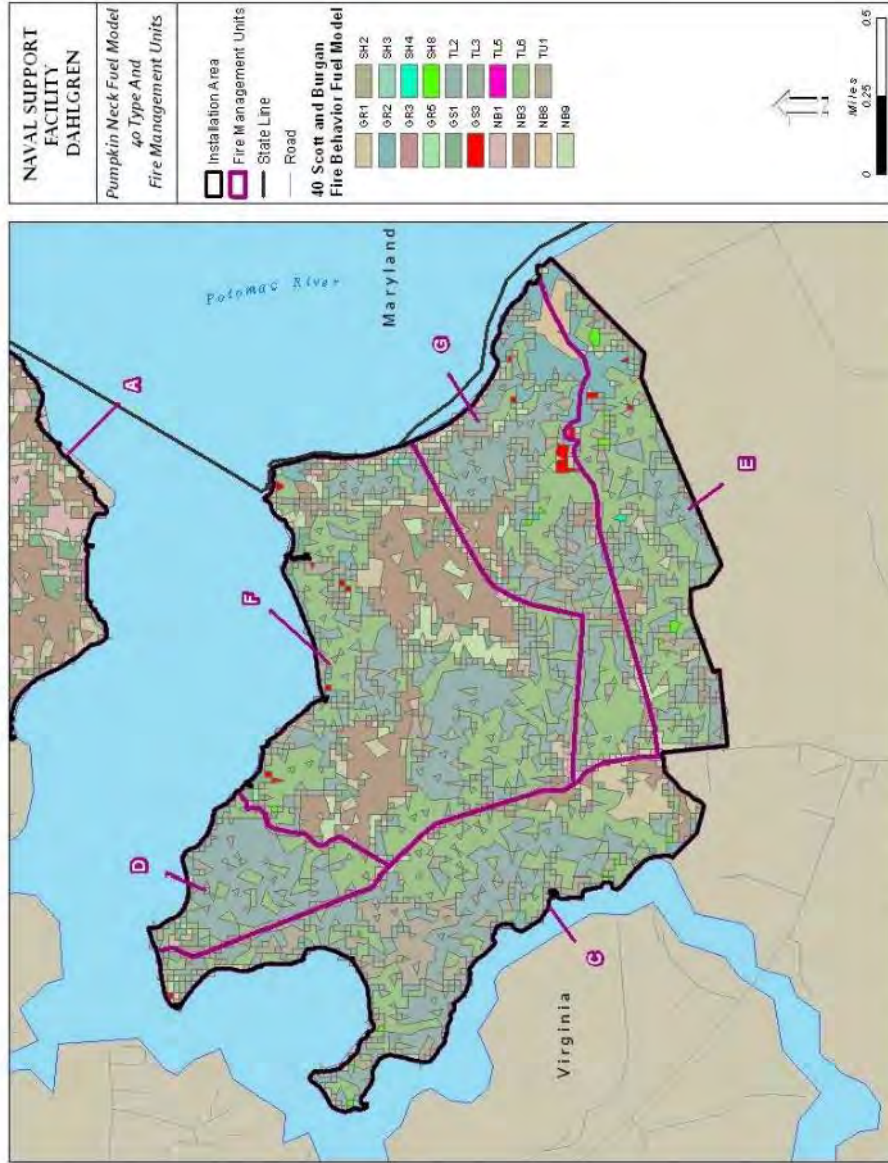 NAVAL SUPPORT
FACILITY
DAHLGREN
Pumpkin Neck Fuel Model
40 Type And
Fire Management Units
Installation Area
Fire Management Units
State Line
Road
40 Scott and Burgan
Fire Behavior Fuel Model
GR1
GR2
GR3
GR5
GS1
GS3
NB1
NB3
NB8
NB9
SH2
SH3
SH4
SH8
TL2
TL3
TL5
TL6
TU1
N
0
0.25
0.5
Miles
A
Potomac River
Maryland
F
G
D
E
C
Virginia